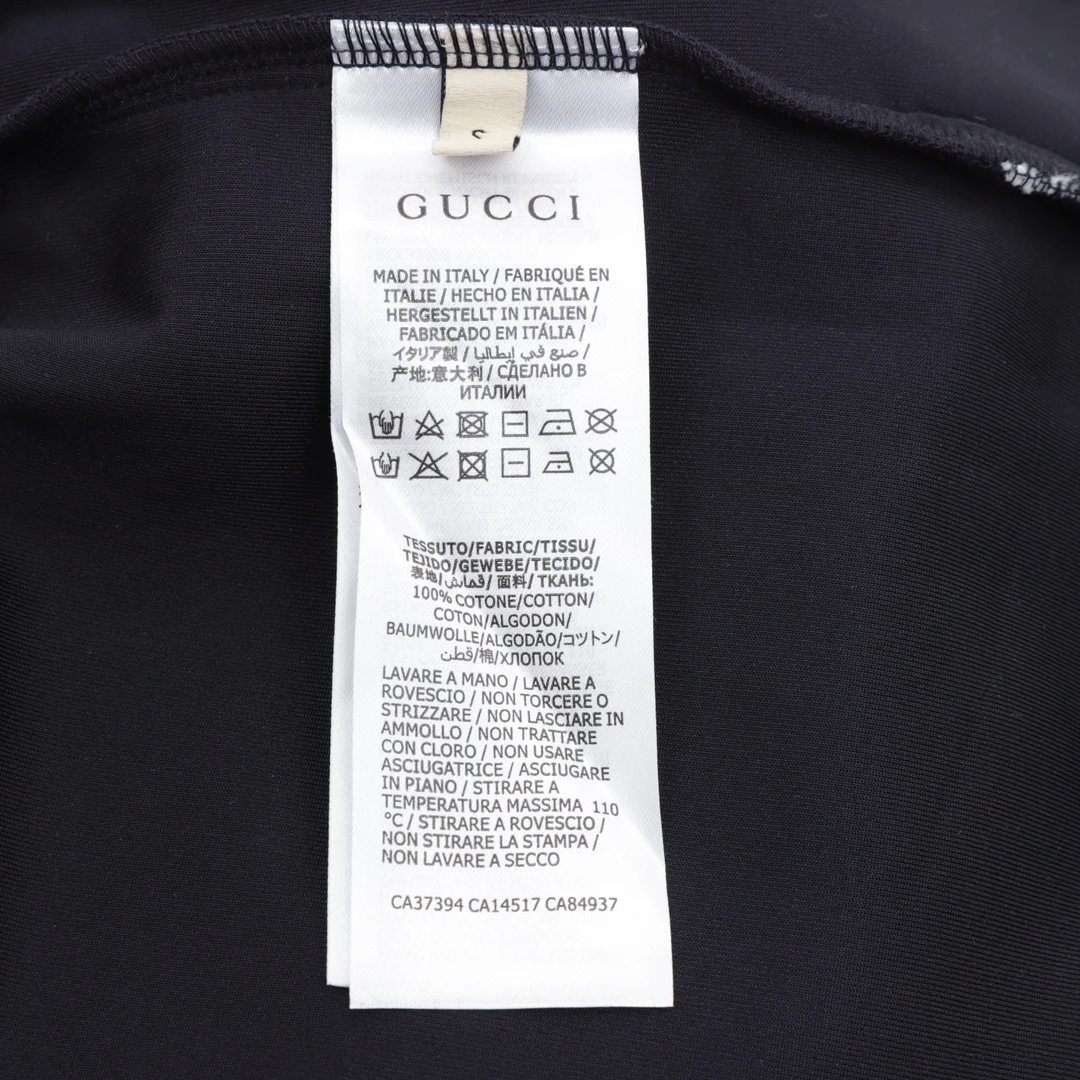 GUCCI
MADE IN ITALY / FABRIQUÉ EN
ITALIE / HECHO EN ITALIA /
HERGESTELLT IN ITALIEN /
FABRICADO EM ITÁLIA /
イタリア製 / صنع في إيطاليا /
产地:意大利 / СДЕЛАНО В
ИТАЛИИ
TESSUTO/FABRIC/TISSU/
TEJIDO/GEWEBE/TECIDO/
表地/قماش/ 面料/ ТКАНЬ:
100% COTONE/COTTON/
COTON/ALGODON/
BAUMWOLLE/ALGODÃO/コットン/
قطن/棉/ХЛОПОК
LAVARE A MANO / LAVARE A
ROVESCIO / NON TORCERE O
STRIZZARE / NON LASCIARE IN
AMMOLLO / NON TRATTARE
CON CLORO / NON USARE
ASCIUGATRICE / ASCIUGARE
IN PIANO / STIRARE A
TEMPERATURA MASSIMA 110
°C / STIRARE A ROVESCIO /
NON STIRARE LA STAMPA /
NON LAVARE A SECCO
CA37394 CA14517 CA84937